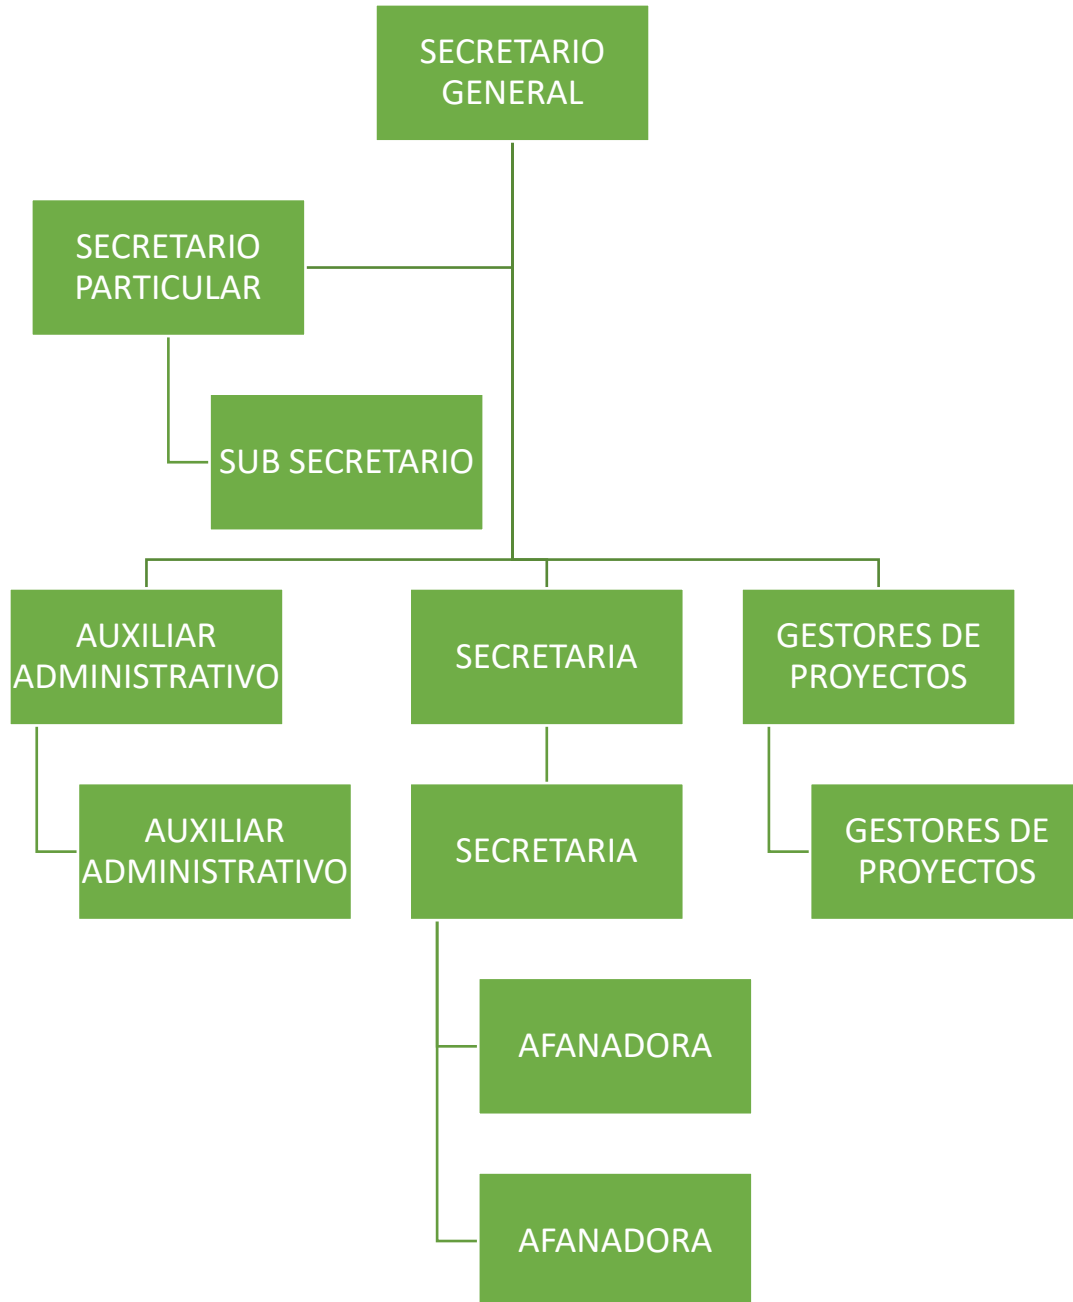 SECRETARIO
GENERAL
SECRETARIO
PARTICULAR
SUB SECRETARIO
AUXILIAR
ADMINISTRATIVO
SECRETARIA
GESTORES DE
PROYECTOS
AUXILIAR
ADMINISTRATIVO
SECRETARIA
GESTORES DE
PROYECTOS
AFANADORA
AFANADORA